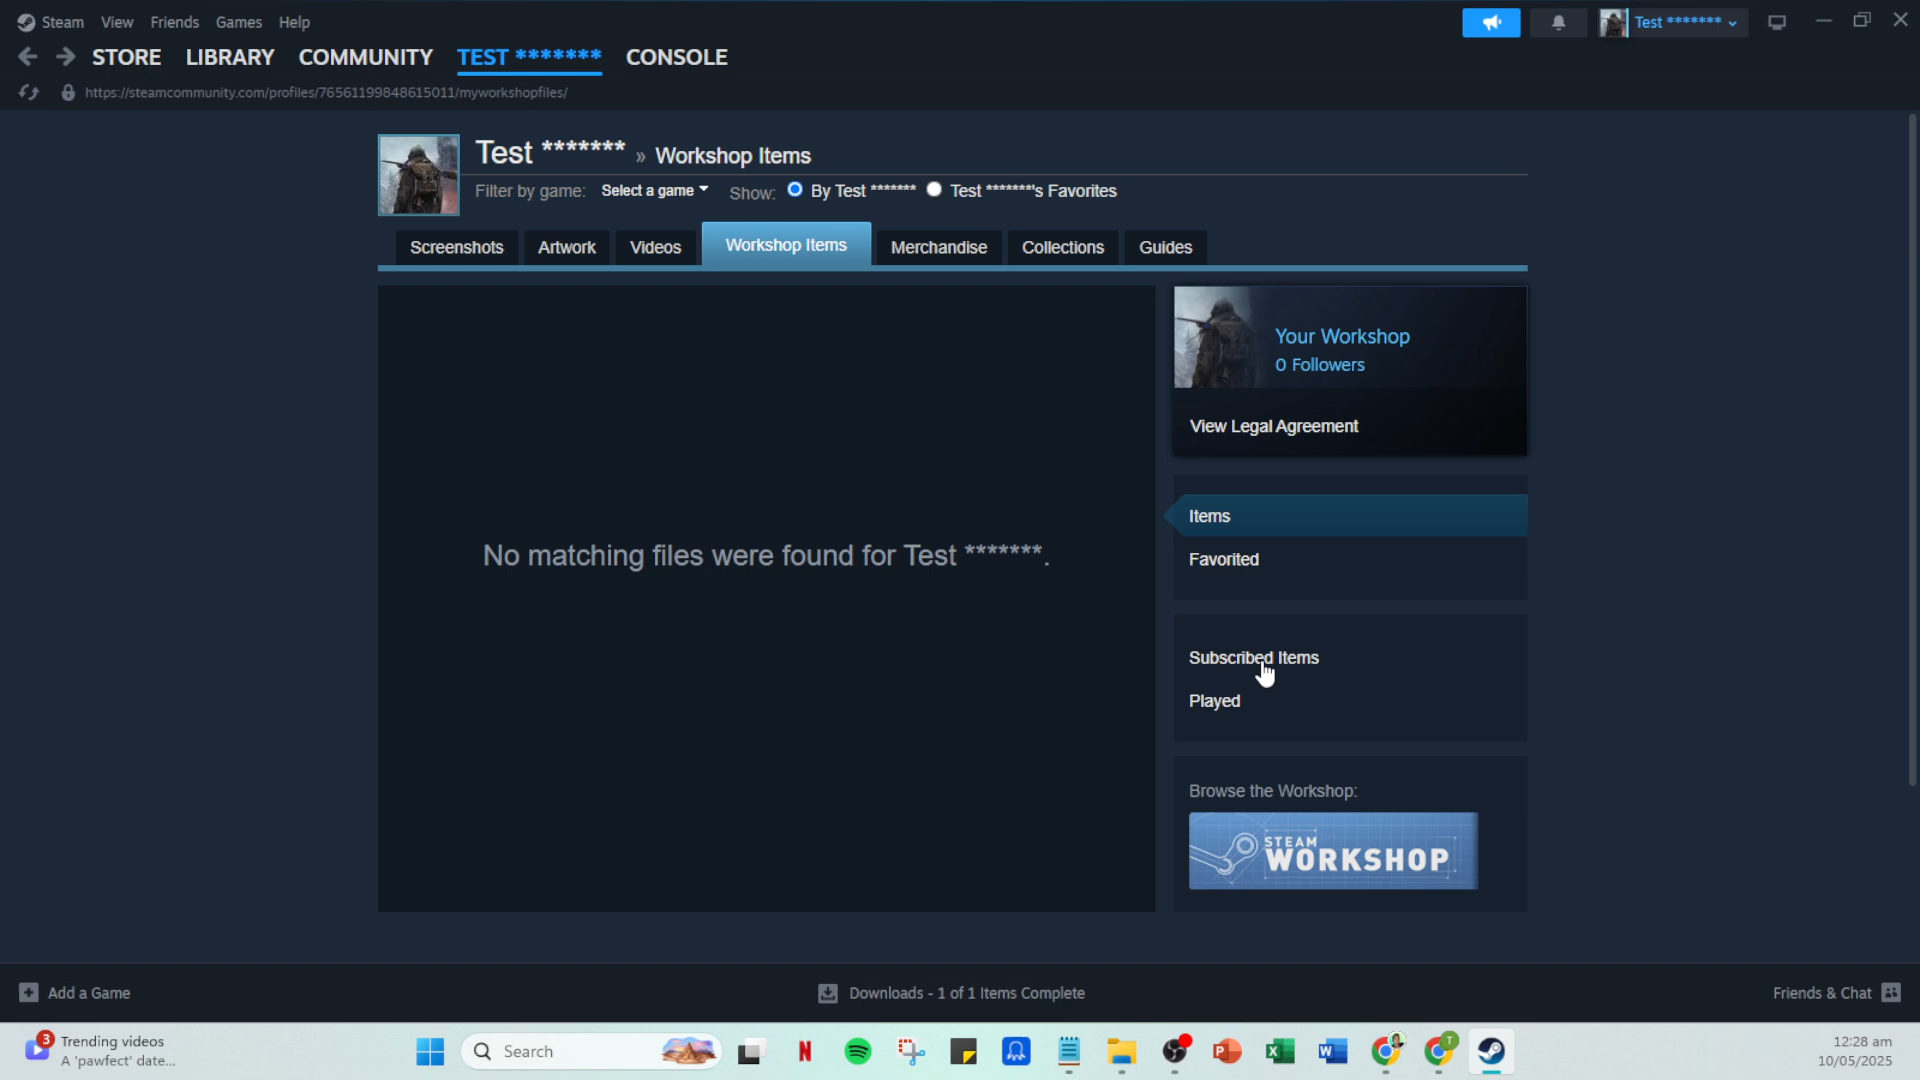 Steam View Friends Games Help
Test *******
STORE LIBRARY COMMUNITY TEST ******* CONSOLE
https://steamcommunity.com/profiles/76561199848615011/myworkshopfiles/
Test ******* » Workshop Items
Filter by game: Select a game Show: By Test ******* Test *******'s Favorites
Screenshots Artwork Videos Workshop Items Merchandise Collections Guides
No matching files were found for Test *******.
Your Workshop
0 Followers
View Legal Agreement
Items
Favorited
Subscribed Items
Played
Browse the Workshop:
STEAM
WORKSHOP
Add a Game
Downloads - 1 of 1 Items Complete
Friends & Chat
3
Trending videos
A 'pawfect' date...
Search
N
P
X
W
T
12:28 am
10/05/2025